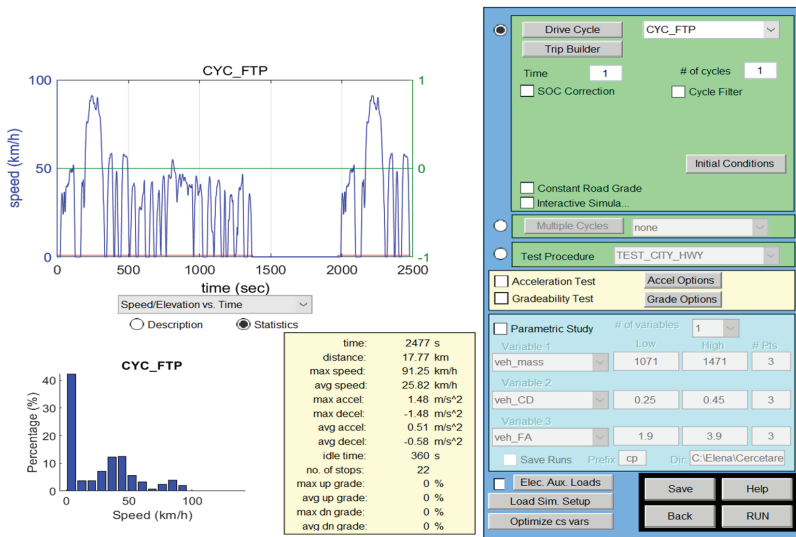 CYC_FTP
100
50
0
speed (km/h)
1
0
-1
0 500 1000 1500 2000 2500
time (sec)
Speed/Elevation vs. Time
Description Statistics
CYC_FTP
40
30
20
10
0
Percentage (%)
0 50 100
Speed (km/h)
time: 2477 s
distance: 17.77 km
max speed: 91.25 km/h
avg speed: 25.82 km/h
max accel: 1.48 m/s^2
max decel: -1.48 m/s^2
avg accel: 0.51 m/s^2
avg decel: -0.58 m/s^2
idle time: 360 s
no. of stops: 22
max up grade: 0 %
avg up grade: 0 %
max dn grade: 0 %
avg dn grade: 0 %
Drive Cycle CYC_FTP
Trip Builder
Time 1 # of cycles 1
SOC Correction Cycle Filter
Initial Conditions
Constant Road Grade
Interactive Simula...
Multiple Cycles none
Test Procedure TEST_CITY_HWY
Acceleration Test Accel Options
Gradeability Test Grade Options
Parametric Study # of variables 1
Variable 1 Low High # Pts
veh_mass 1071 1471 3
Variable 2
veh_CD 0.25 0.45 3
Variable 3
veh_FA 1.9 3.9 3
Save Runs Prefix cp Dir: C:\Elena\Cercetare
Elec. Aux. Loads
Load Sim. Setup
Optimize cs vars
Save Help
Back RUN